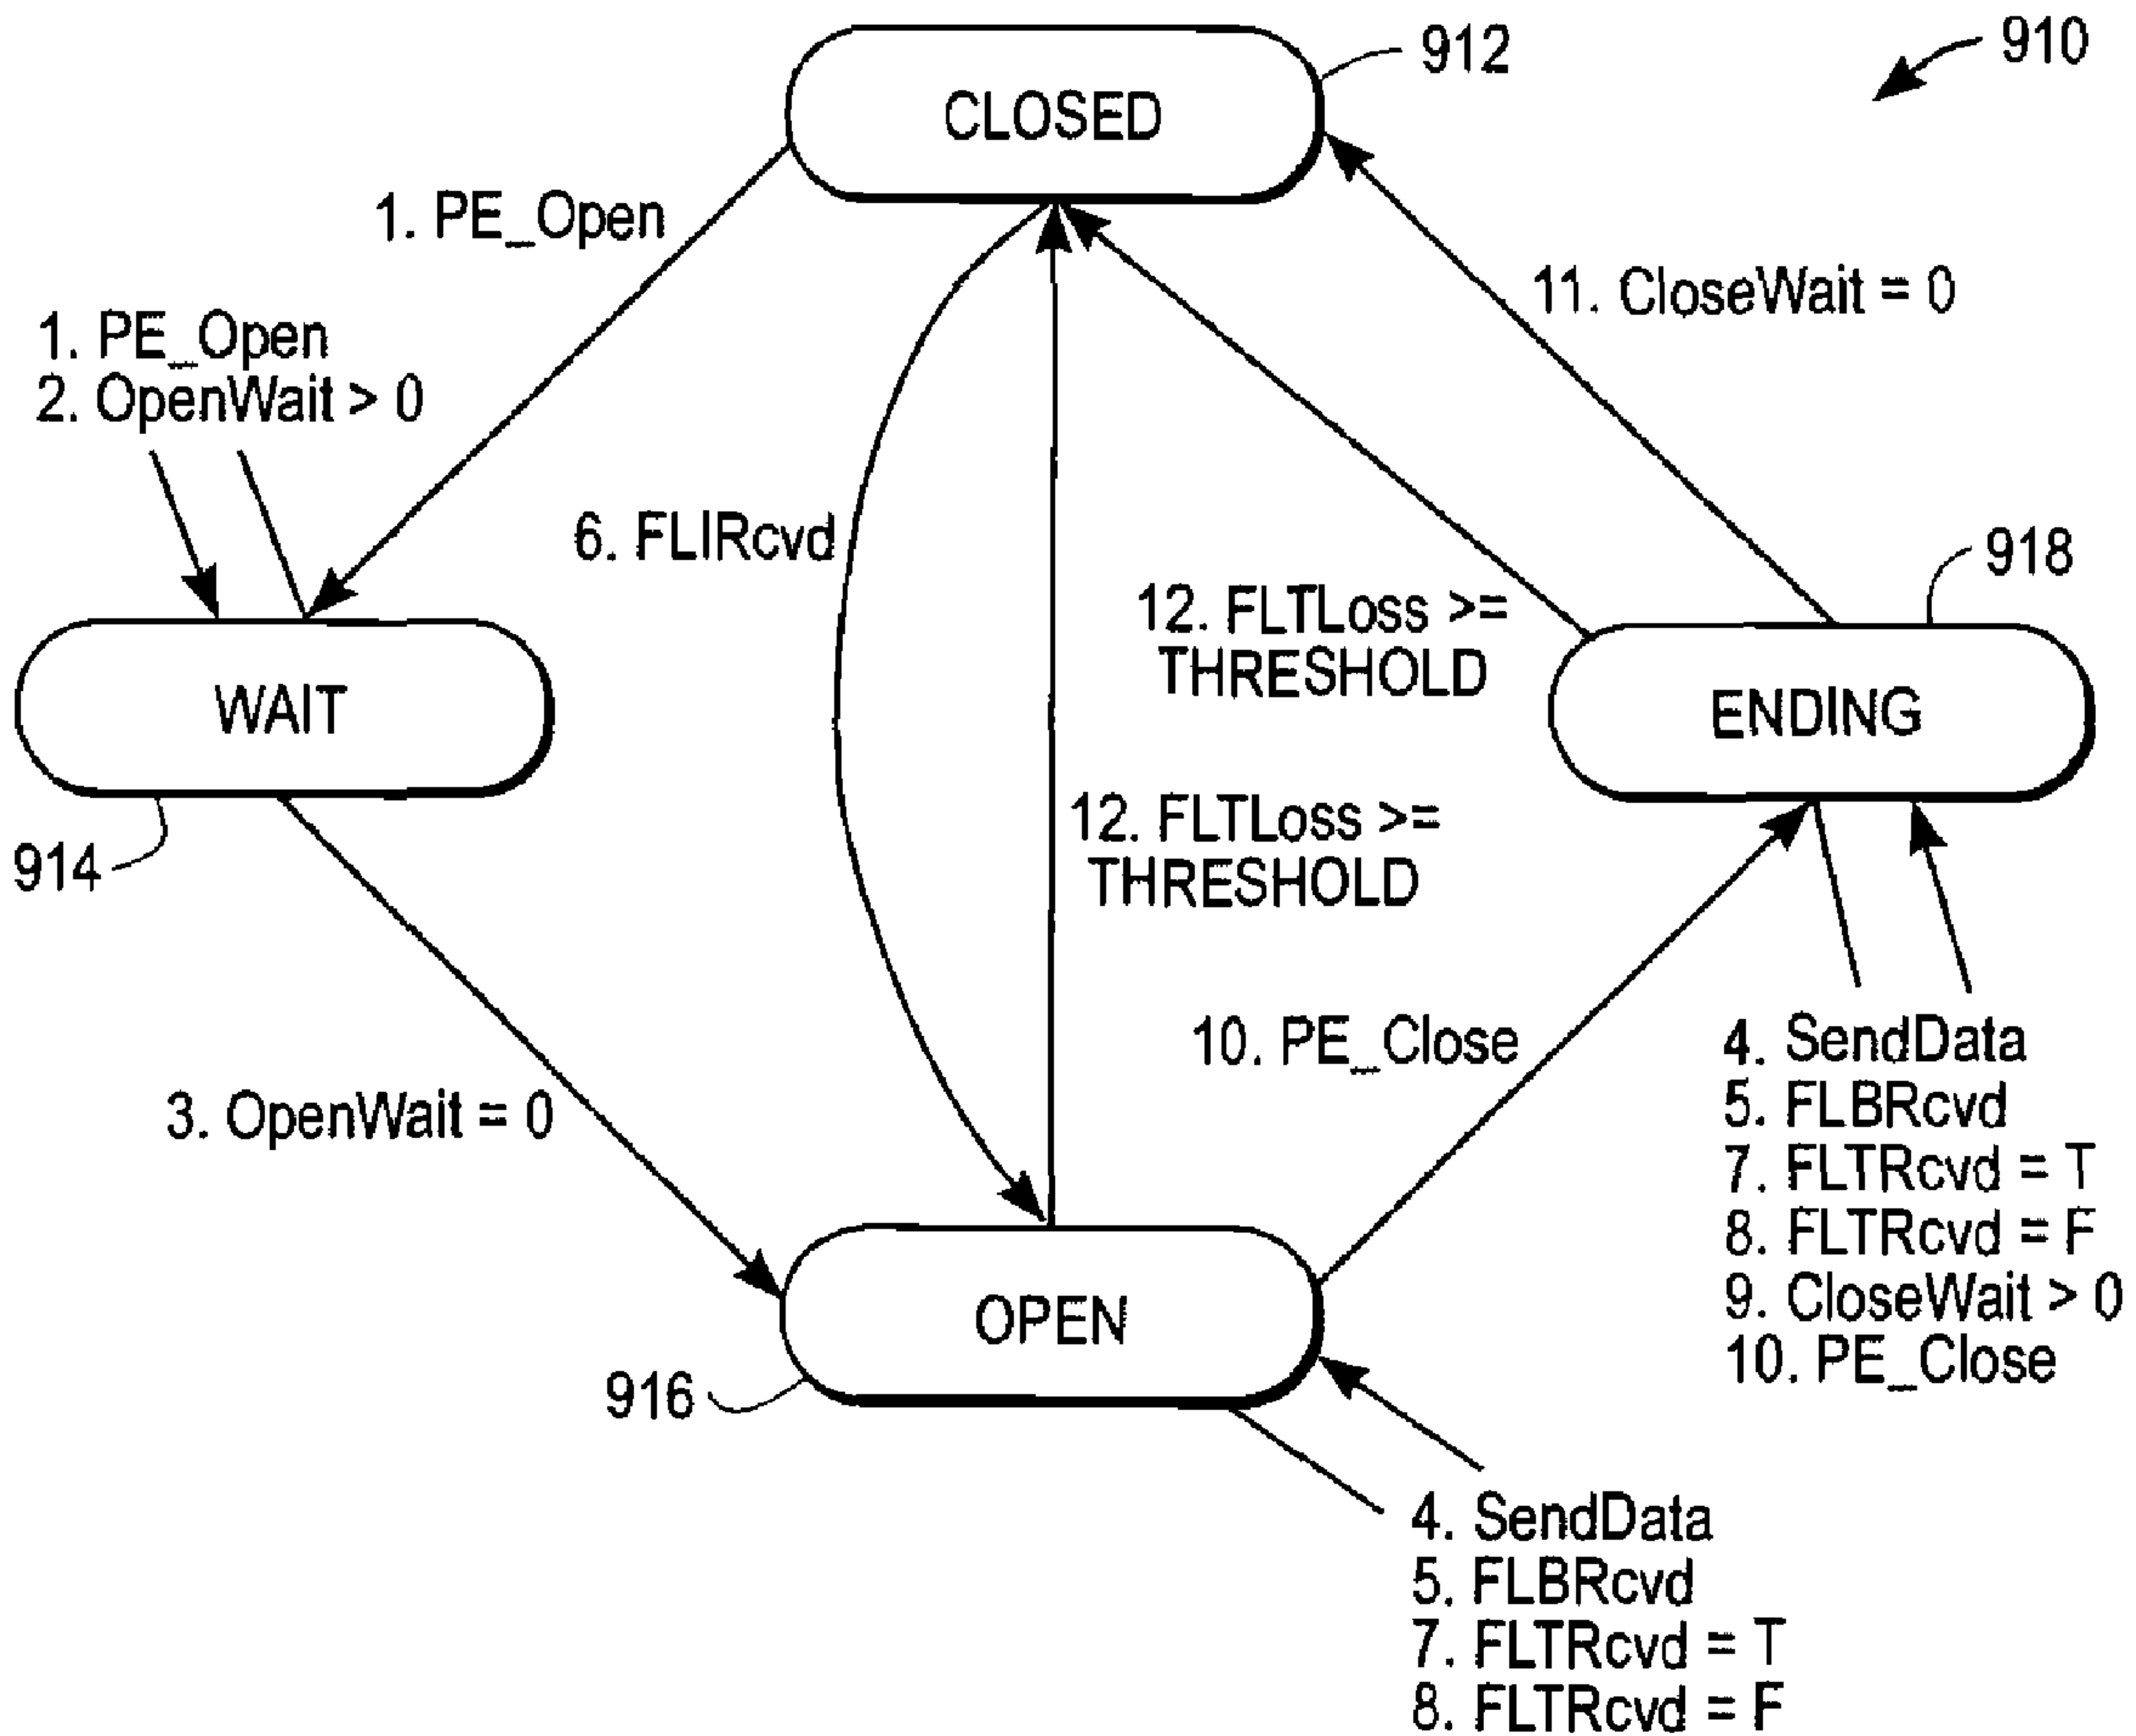 910
912
CLOSED
1. PE_Open
11. CloseWait = 0
1. PE_Open
2. OpenWait > 0
6. FLIRcvd
918
12. FLTLoss >=
THRESHOLD
WAIT
ENDING
914
12. FLTLoss >=
THRESHOLD
10. PE_Close
3. OpenWait = 0
4. SendData
5. FLBRcvd
7. FLTRcvd = T
8. FLTRcvd = F
9. CloseWait > 0
10. PE_Close
OPEN
916
4. SendData
5. FLBRcvd
7. FLTRcvd = T
8. FLTRcvd = F